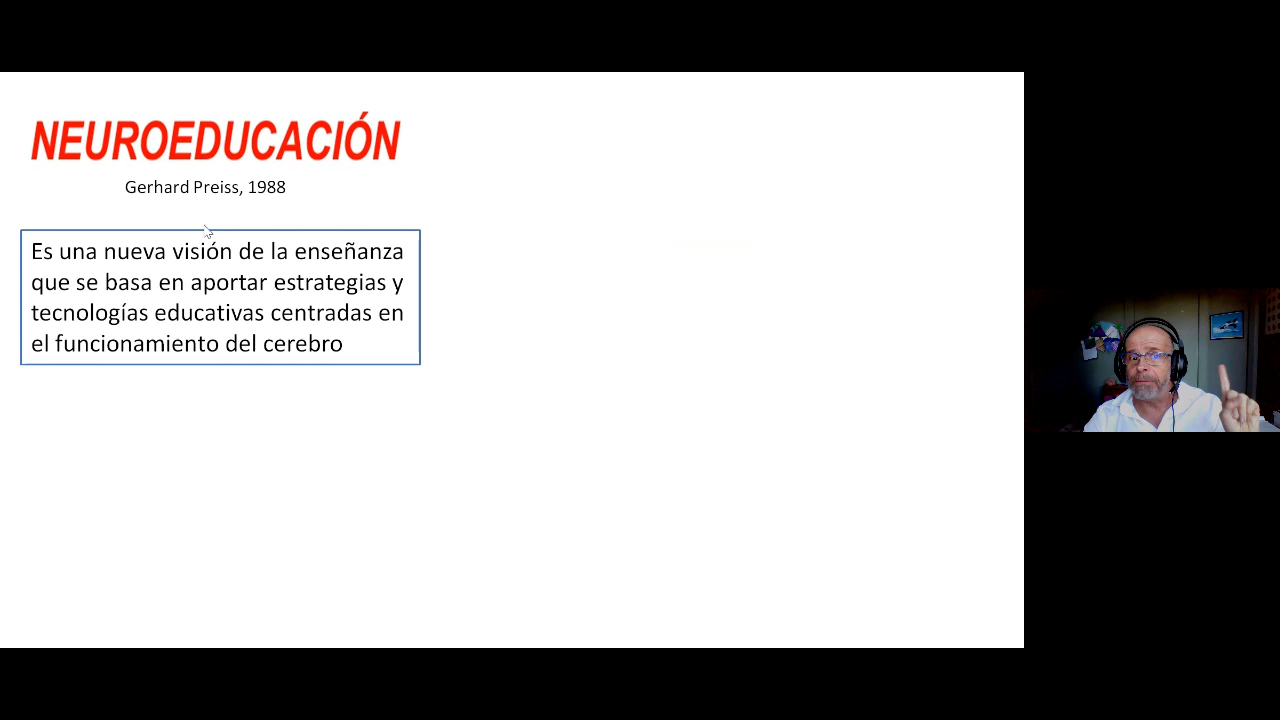 NEUROEDUCACIÓN
Gerhard Preiss, 1988
Es una nueva visión de la enseñanza
que se basa en aportar estrategias y
tecnologías educativas centradas en
el funcionamiento del cerebro